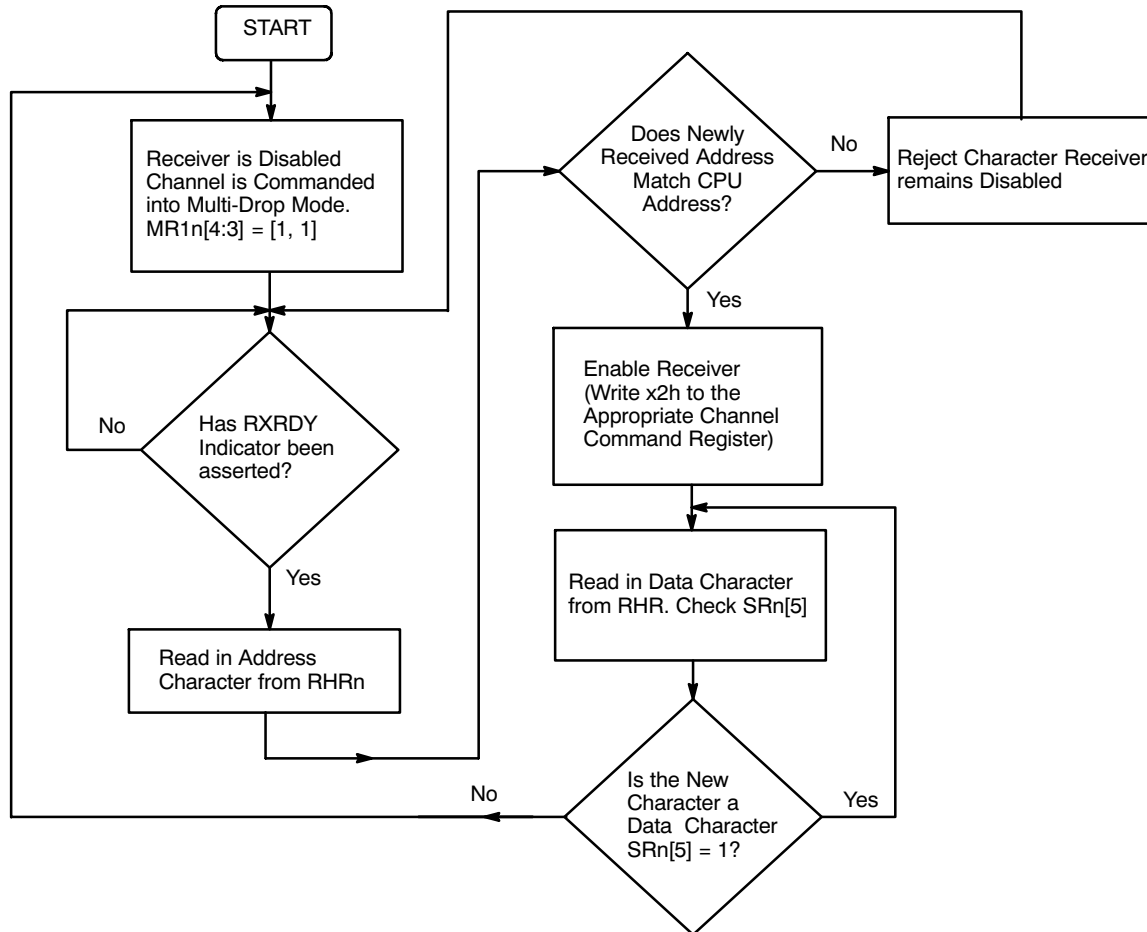 START
Receiver is Disabled
Channel is Commanded
into Multi-Drop Mode.
MR1n[4:3] = [1, 1]
Has RXRDY
Indicator been
asserted?
No
Yes
Read in Address
Character from RHRn
Does Newly
Received Address
Match CPU
Address?
No
Reject Character Receiver
remains Disabled
Yes
Enable Receiver
(Write x2h to the
Appropriate Channel
Command Register)
Read in Data Character
from RHR. Check SRn[5]
Is the New
Character a
Data Character
SRn[5] = 1?
No
Yes